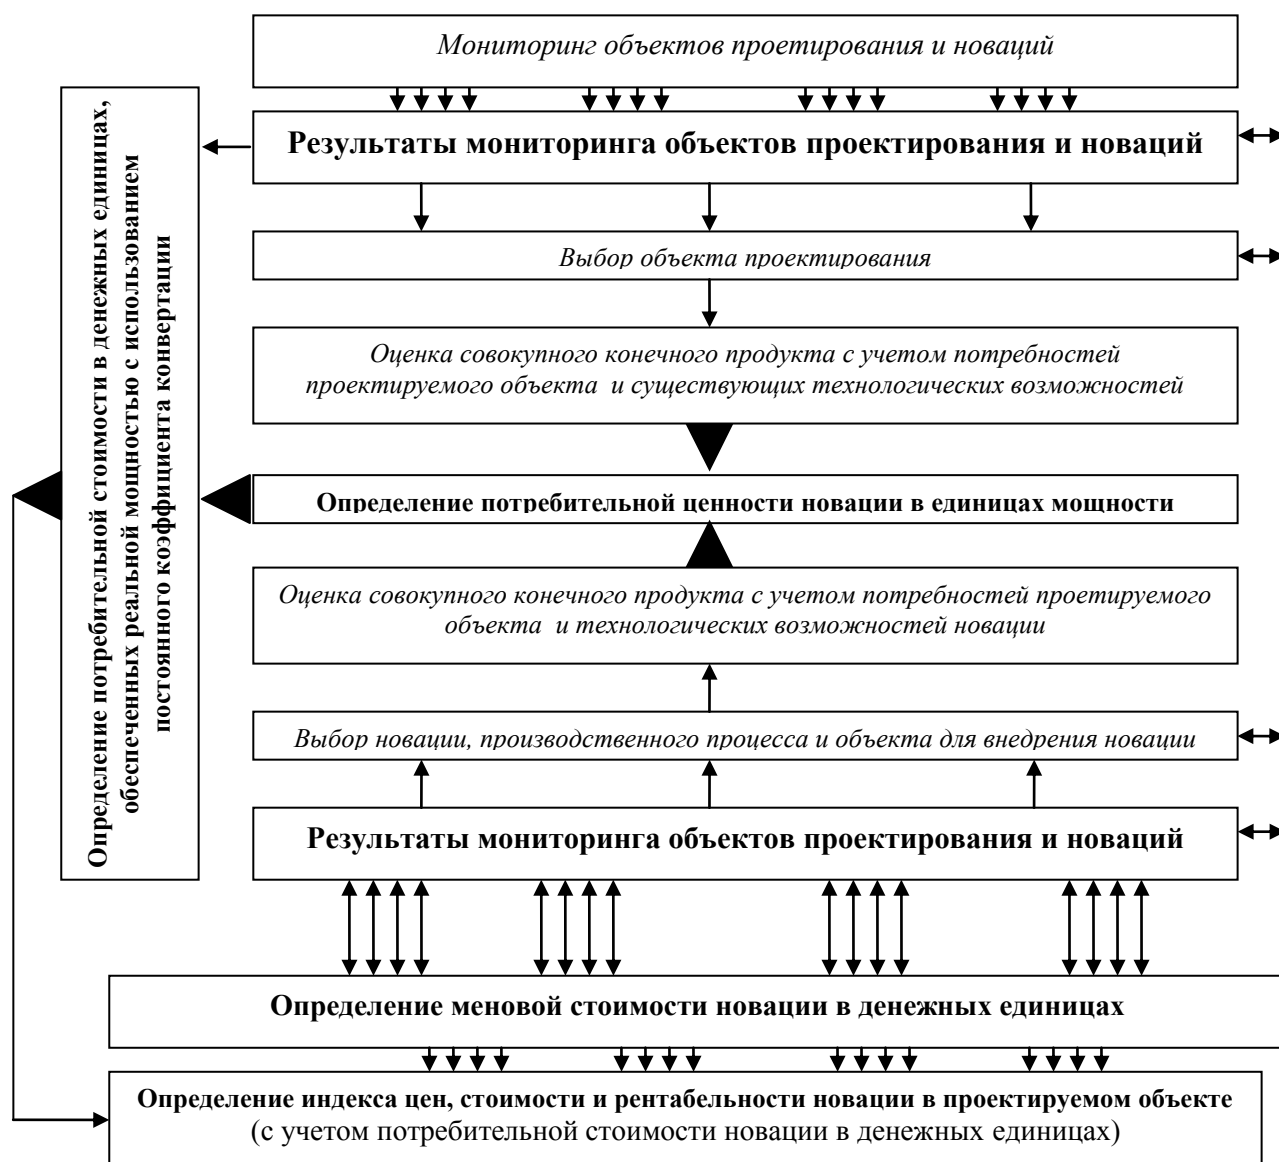 Мониторинг объектов проетирования и новаций
Результаты мониторинга объектов проектирования и новаций
Выбор объекта проектирования
Оценка совокупного конечного продукта с учетом потребностей
проектируемого объекта и существующих технологических возможностей
Определение потребительной ценности новации в единицах мощности
Оценка совокупного конечного продукта с учетом потребностей проетируемого
объекта и технологических возможностей новации
Выбор новации, производственного процесса и объекта для внедрения новации
Результаты мониторинга объектов проектирования и новаций
Определение меновой стоимости новации в денежных единицах
Определение индекса цен, стоимости и рентабельности новации в проектируемом объекте
(с учетом потребительной стоимости новации в денежных единицах)
Определение потребительной стоимости в денежных единицах,
обеспеченных реальной мощностью с использованием
постоянного коэффициента конвертации